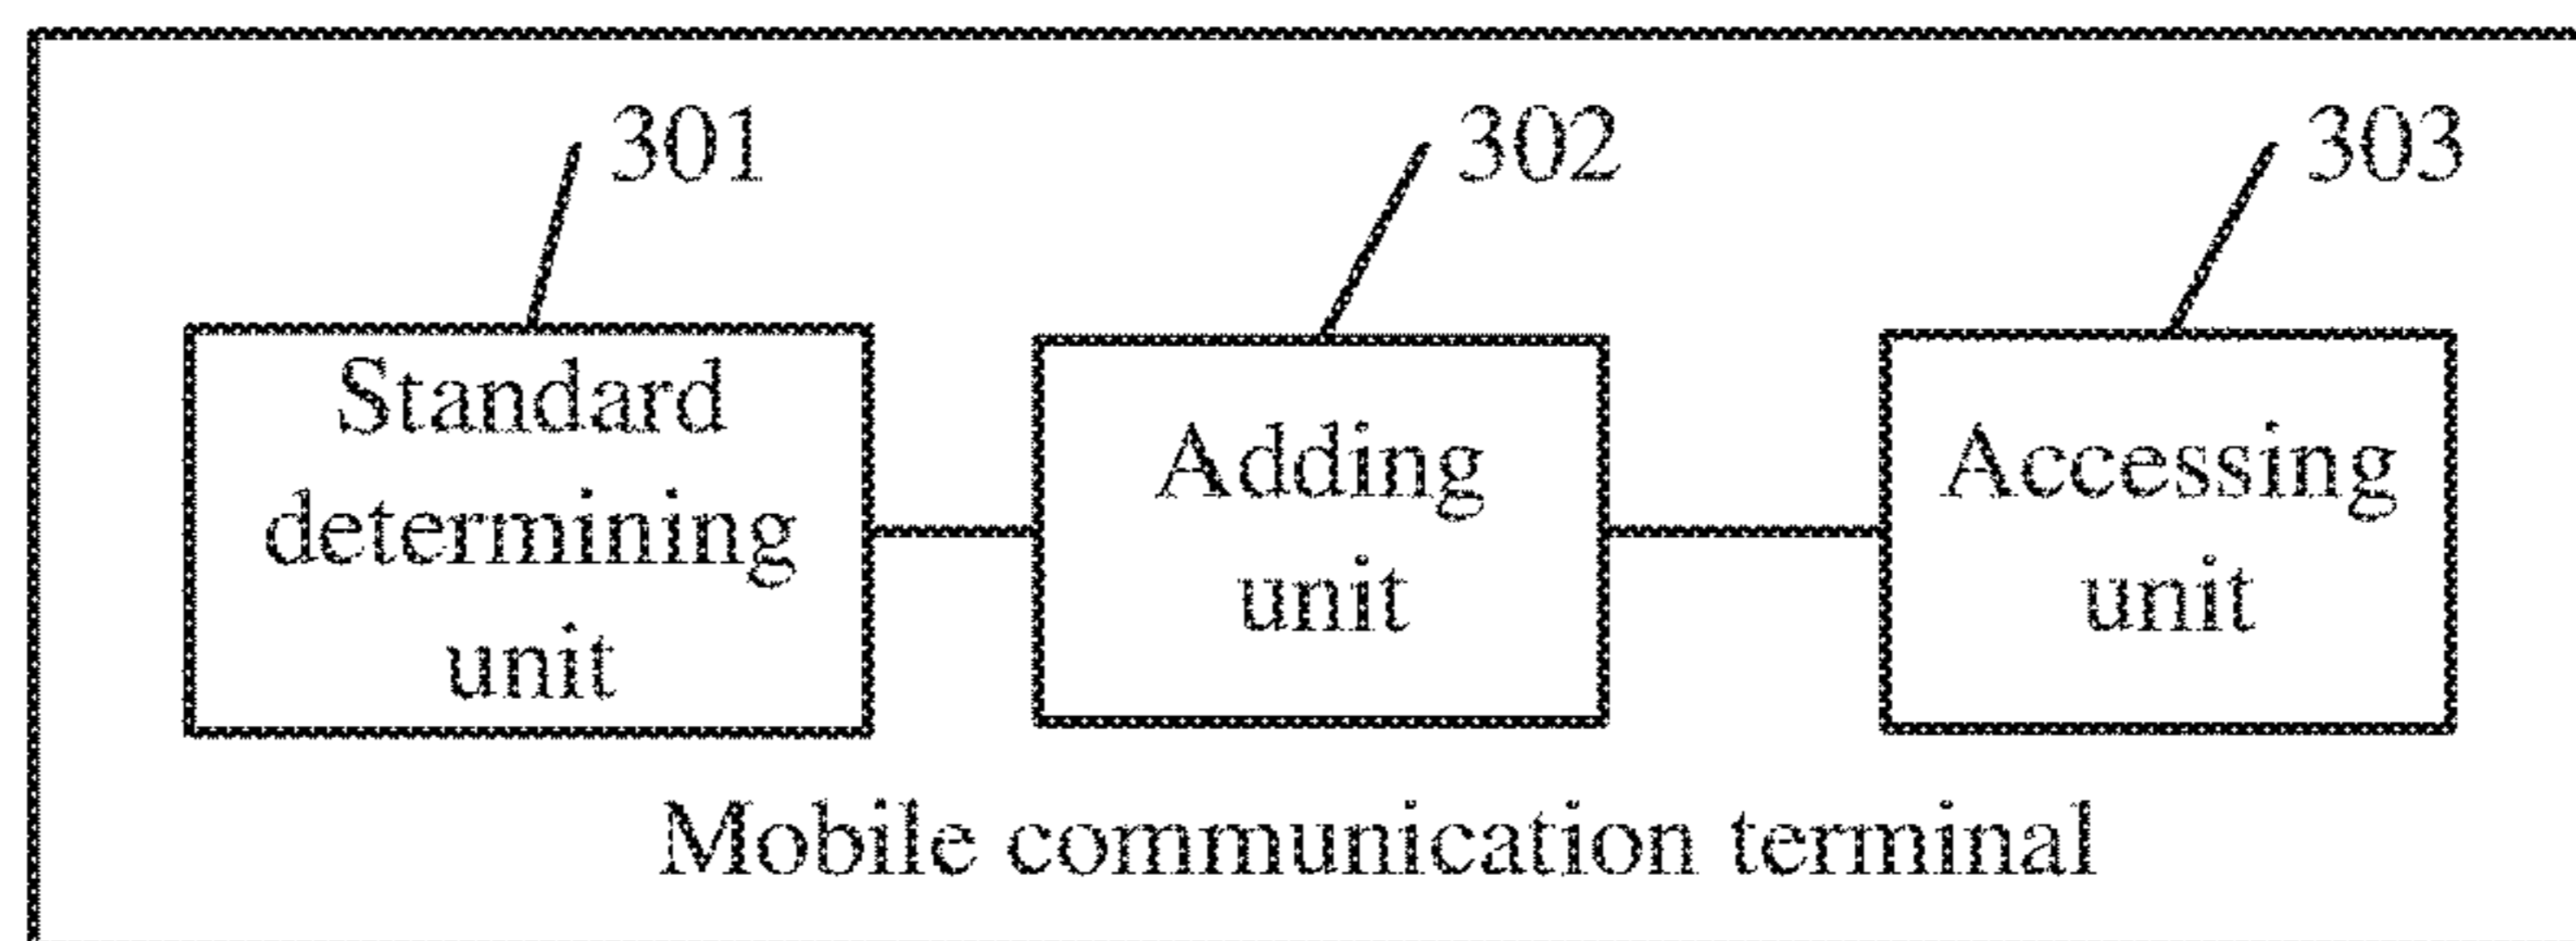 301
302
303
Standard
determining
unit
Adding
unit
Accessing
unit
Mobile communication terminal